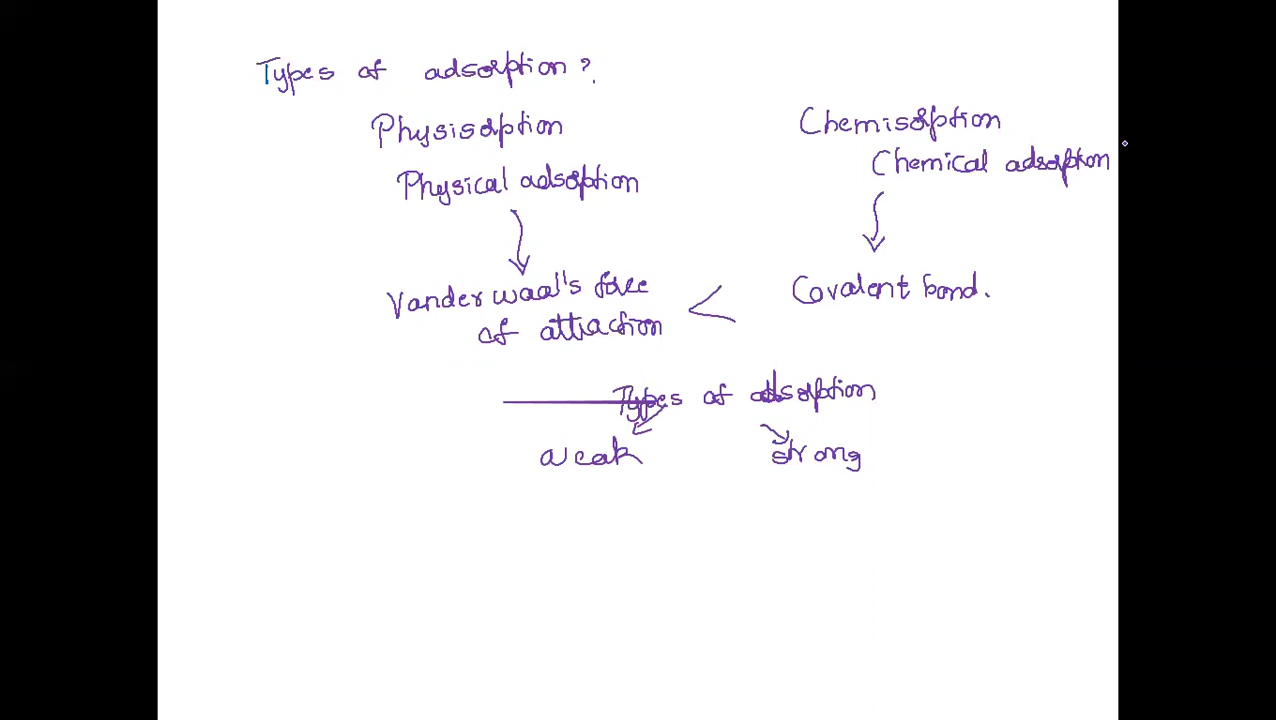 Types of adsorption ?
Physisorption
Chemisorption
Physical adsorption
Chemical adsorption
Vander waal's force
of attraction
<
Covalent bond.
Types of adsorption
weak
strong